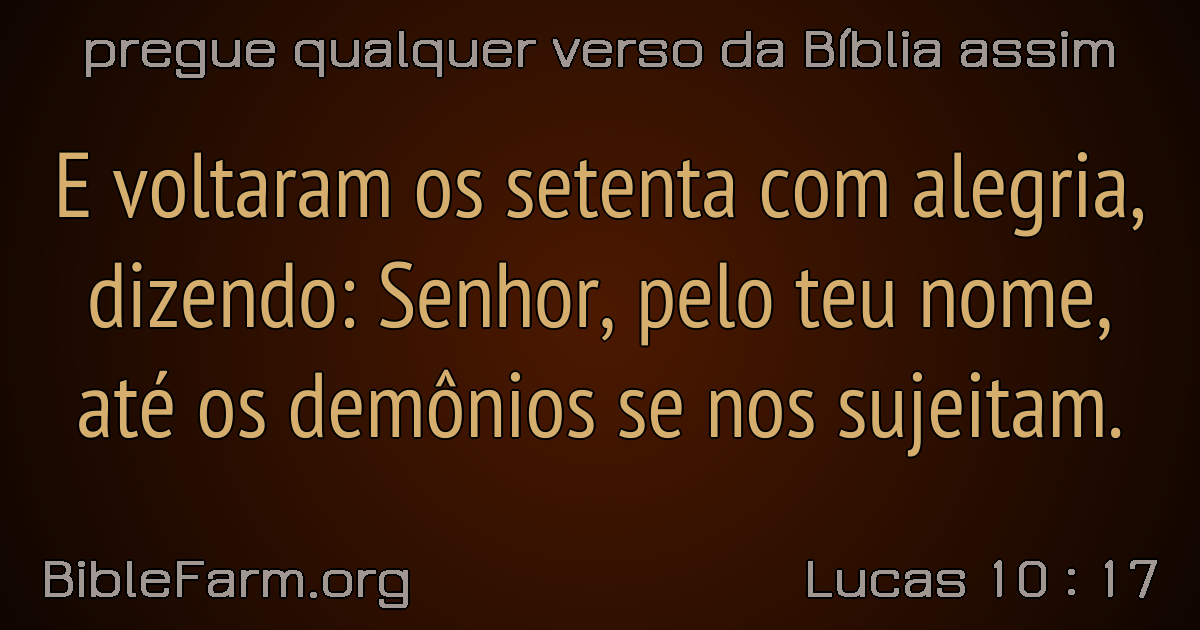 pregue qualquer verso da Bíblia assim
E voltaram os setenta com alegria,
dizendo: Senhor, pelo teu nome,
até os demônios se nos sujeitam.
BibleFarm.org
Lucas 10 : 17